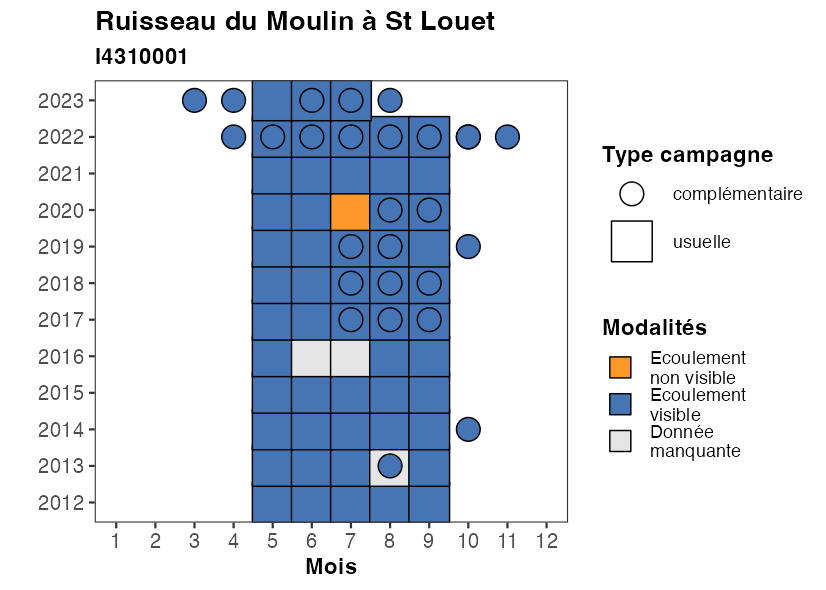 Ruisseau du Moulin à St Louet
I4310001
2023
2022
2021
2020
2019
2018
2017
2016
2015
2014
2013
2012
1 2 3 4 5 6 7 8 9 10 11 12
Mois
Type campagne
complémentaire
usuelle
Modalités
Ecoulement
non visible
Ecoulement
visible
Donnée
manquante